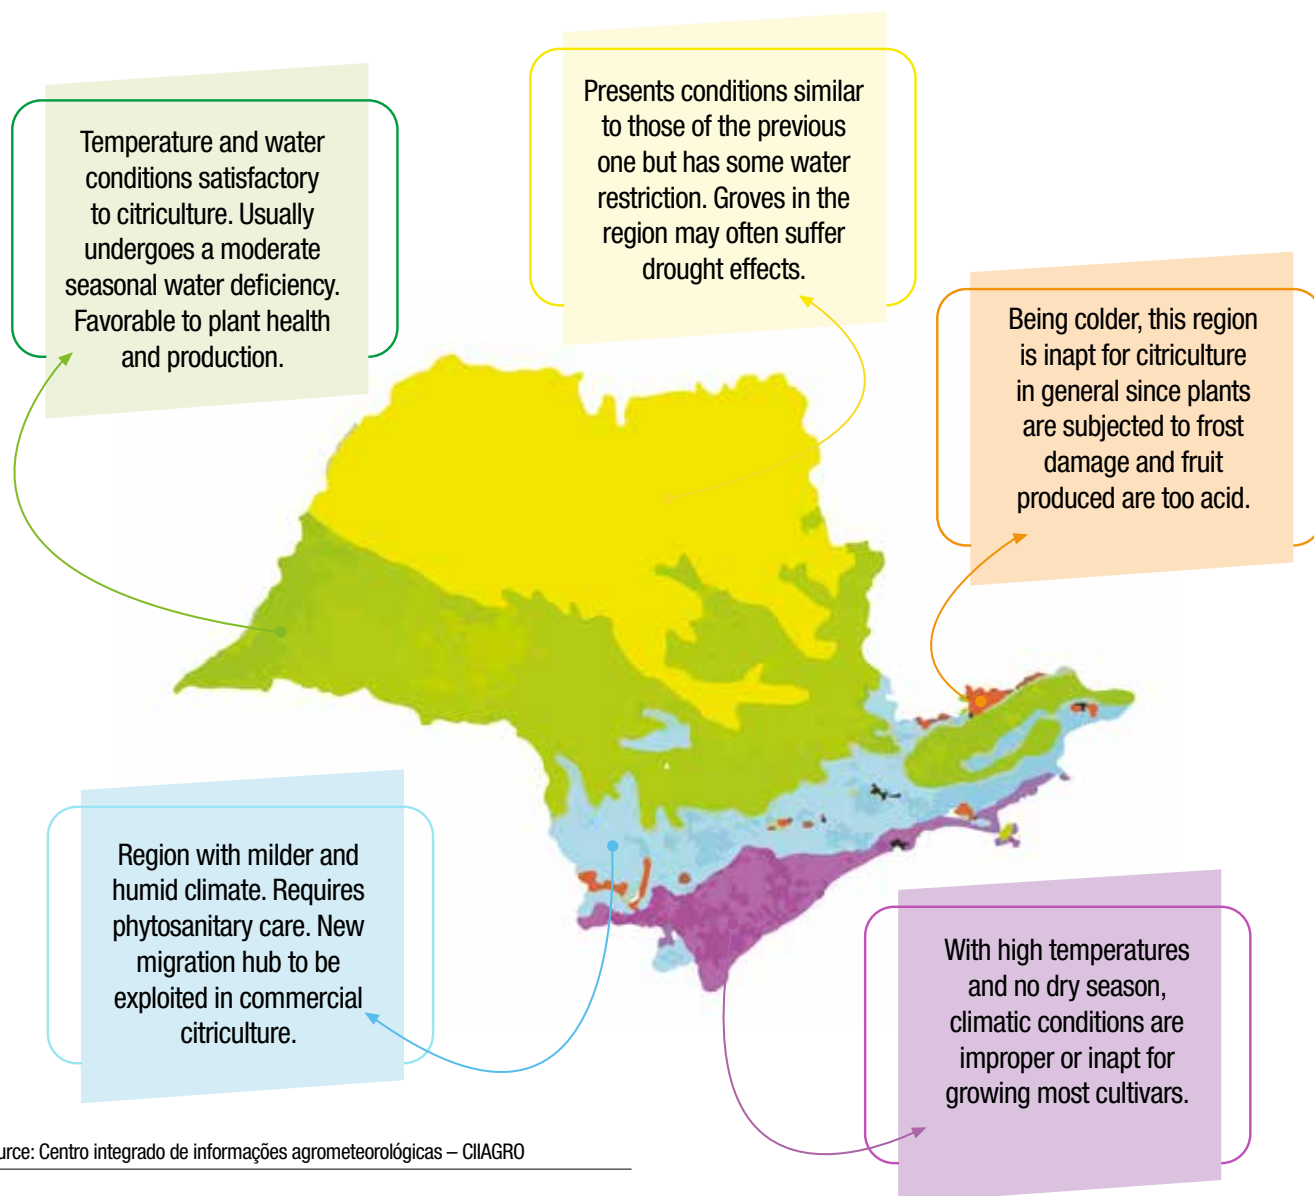 Temperature and water
conditions satisfactory
to citriculture. Usually
undergoes a moderate
seasonal water deficiency.
Favorable to plant health
and production.
Presents conditions similar
to those of the previous
one but has some water
restriction. Groves in the
region may often suffer
drought effects.
Being colder, this region
is inapt for citriculture
in general since plants
are subjected to frost
damage and fruit
produced are too acid.
Region with milder and
humid climate. Requires
phytosanitary care. New
migration hub to be
exploited in commercial
citriculture.
With high temperatures
and no dry season,
climatic conditions are
improper or inapt for
growing most cultivars.
urce: Centro integrado de informações agrometeorológicas – CIIAGRO